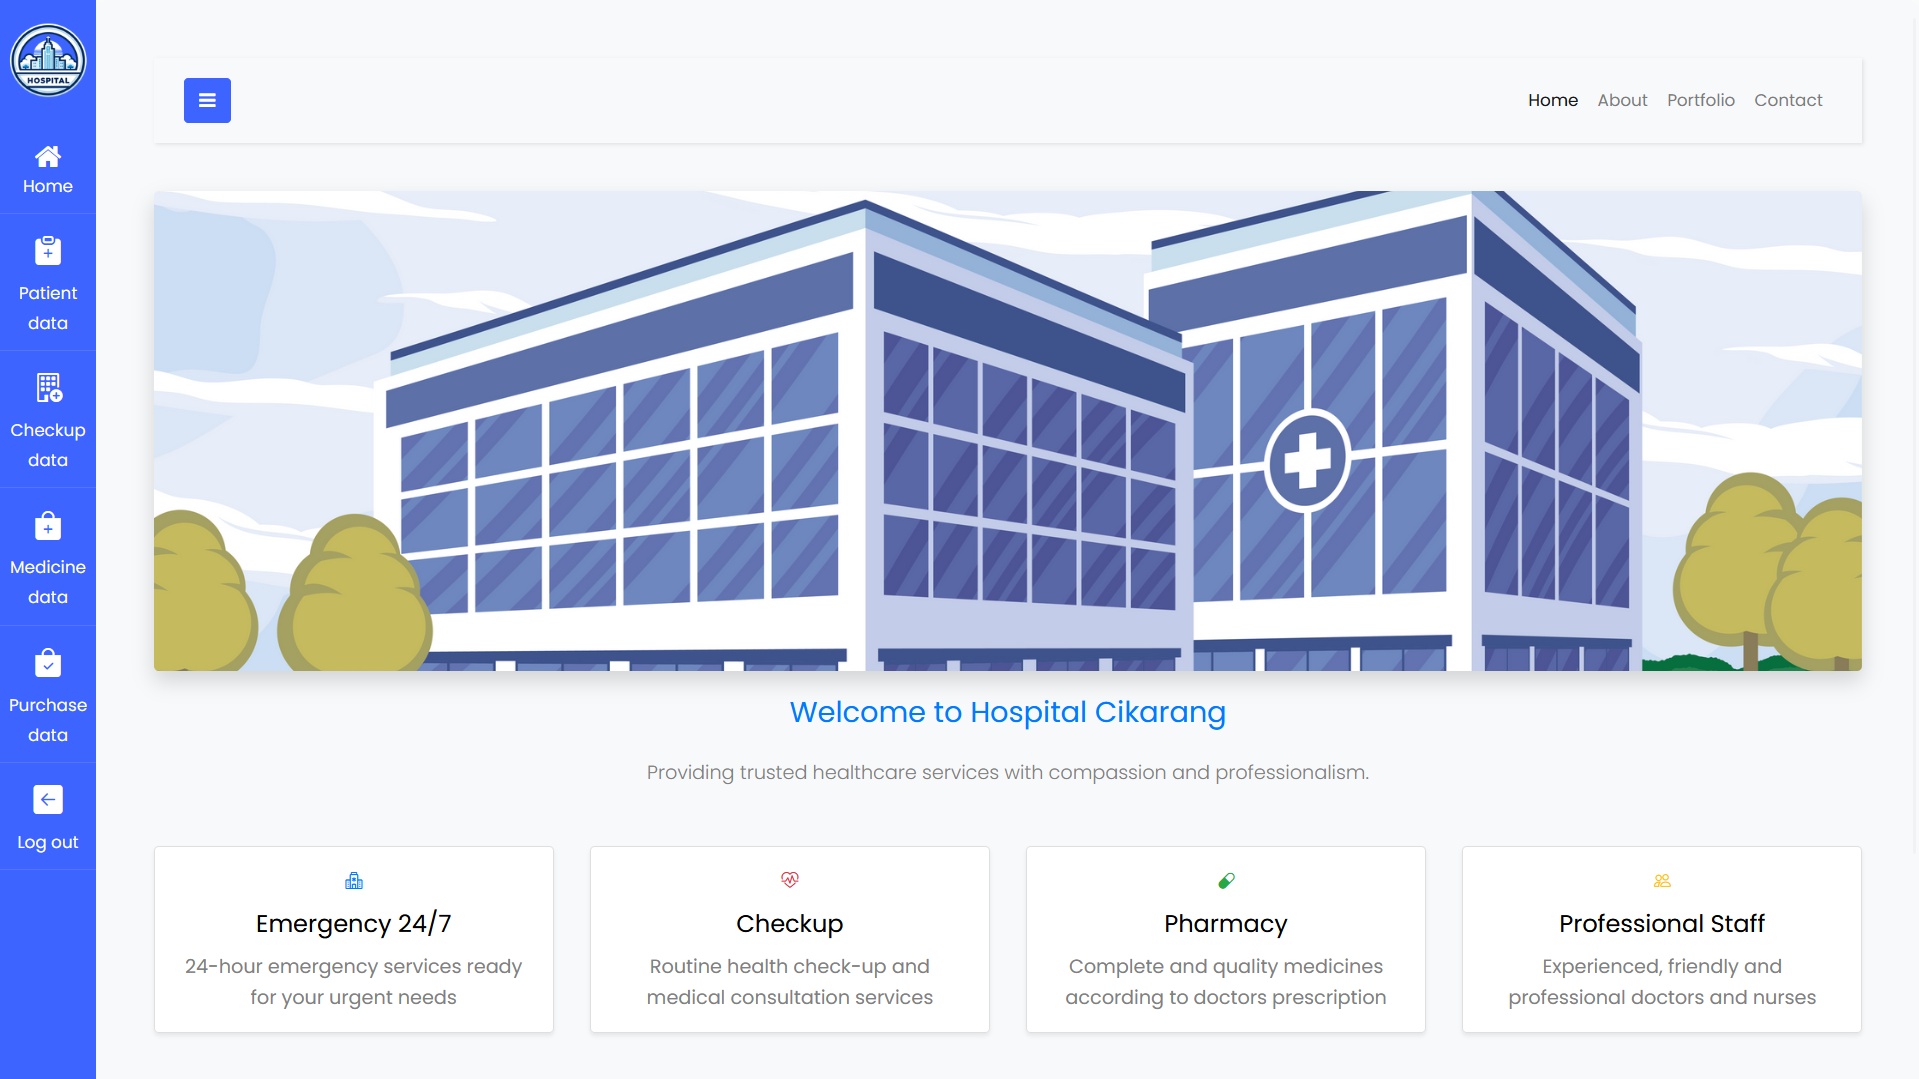 HOSPITAL
Home
Patient
data
Checkup
data
Medicine
data
Purchase
data
Log out
Home About Portfolio Contact
Welcome to Hospital Cikarang
Providing trusted healthcare services with compassion and professionalism.
Emergency 24/7
24-hour emergency services ready
for your urgent needs
Checkup
Routine health check-up and
medical consultation services
Pharmacy
Complete and quality medicines
according to doctors prescription
Professional Staff
Experienced, friendly and
professional doctors and nurses